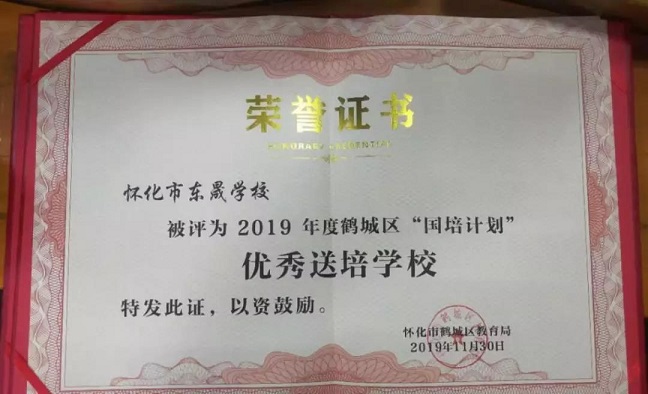 荣誉证书
怀化市东晟学校
被评为 2019 年度鹤城区“国培计划”
优秀送培学校
特发此证，以资鼓励。
怀化市鹤城区教育局
2019年11月30日